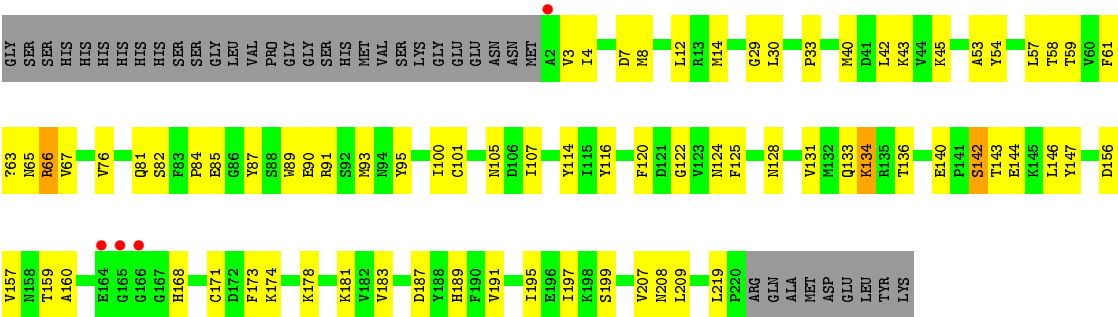 GLY SER SER HIS HIS HIS HIS HIS HIS SER SER GLY LEU VAL PRO GLY GLY SER HIS MET VAL SER LYS GLY GLU GLU ASN ASN MET A2 V3 I4 D7 M8 L12 R13 M14 G29 L30 P33 M40 D41 L42 K43 V44 K45 A53 Y54 L57 T58 T59 V60 F61
?63 N65 R66 V67 V76 Q81 S82 F83 P84 E85 G86 Y87 S88 W89 E90 R91 S92 M93 N94 Y95 I100 C101 N105 D106 I107 Y114 I115 Y116 F120 D121 G122 V123 N124 F125 N128 V131 M132 Q133 K134 R135 T136 E140 P141 S142 T143 E144 K145 L146 Y147 D156
V157 N158 T159 A160 E164 G165 G166 G167 H168 C171 D172 F173 K174 K178 K181 V182 V183 D187 Y188 H189 F190 V191 I195 E196 I197 K198 S199 V207 N208 L209 L219 P220 ARG GLN ALA MET ASP GLU LEU TYR LYS